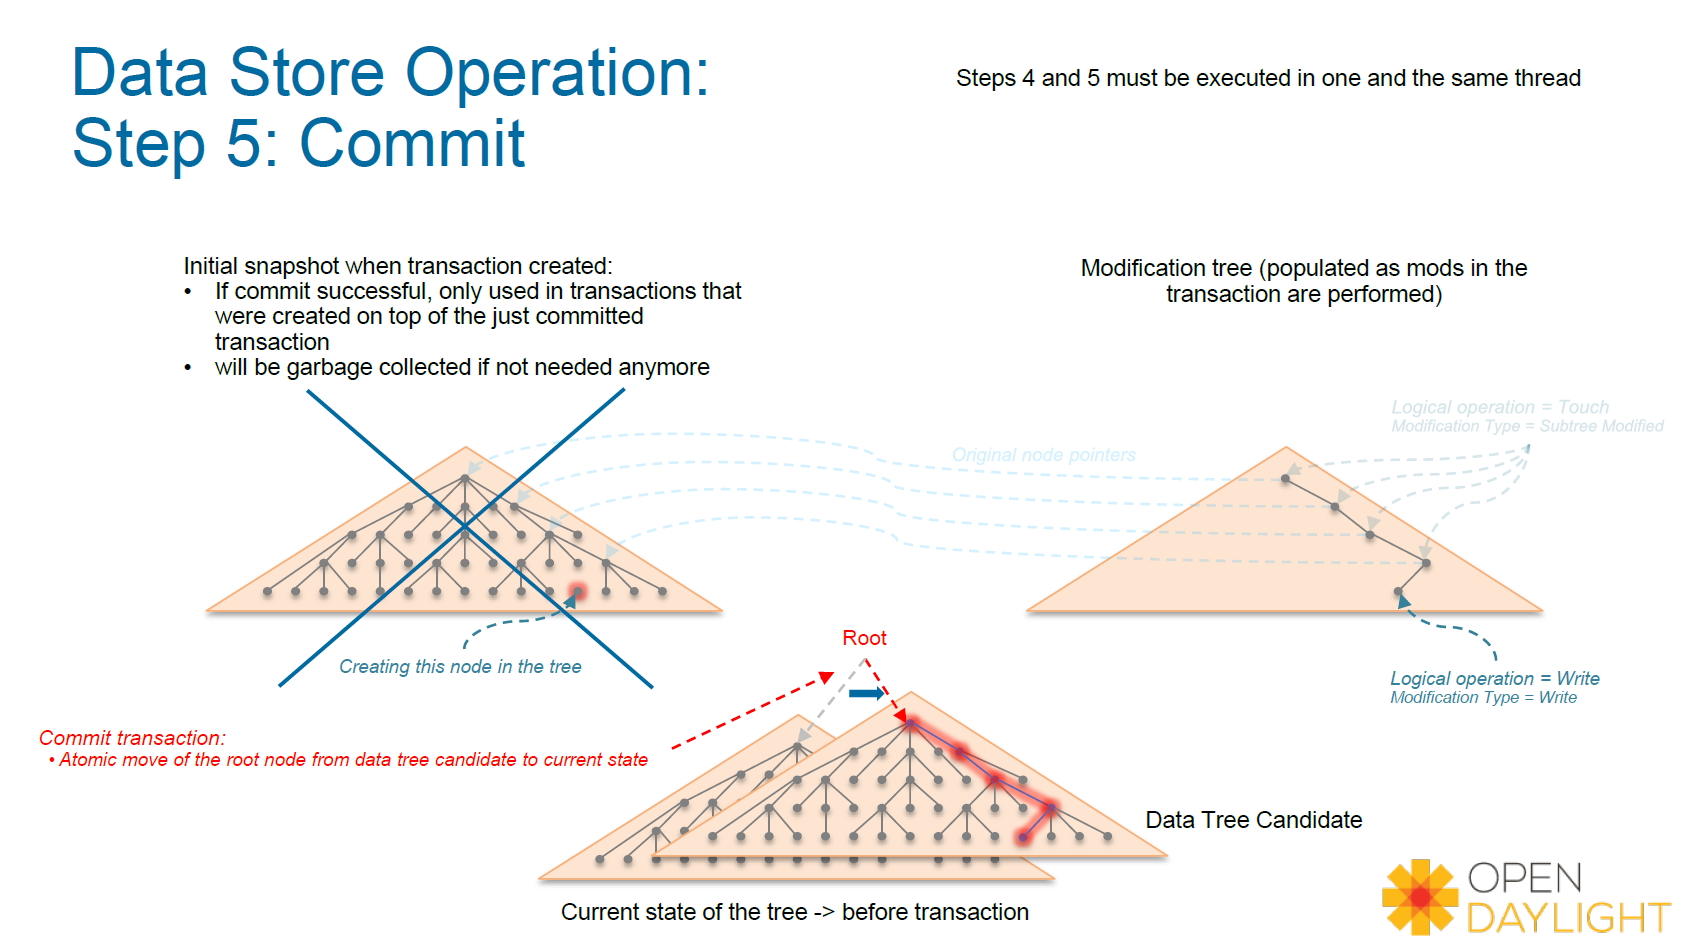 Data Store Operation:
Step 5: Commit
Steps 4 and 5 must be executed in one and the same thread
Initial snapshot when transaction created:
• If commit successful, only used in transactions that
were created on top of the just committed
transaction
• will be garbage collected if not needed anymore
Modification tree (populated as mods in the
transaction are performed)
Logical operation = Touch
Modification Type = Subtree Modified
Original node pointers
Creating this node in the tree
Root
Logical operation = Write
Modification Type = Write
Commit transaction:
• Atomic move of the root node from data tree candidate to current state
Data Tree Candidate
Current state of the tree -> before transaction
OPEN
DAYLIGHT